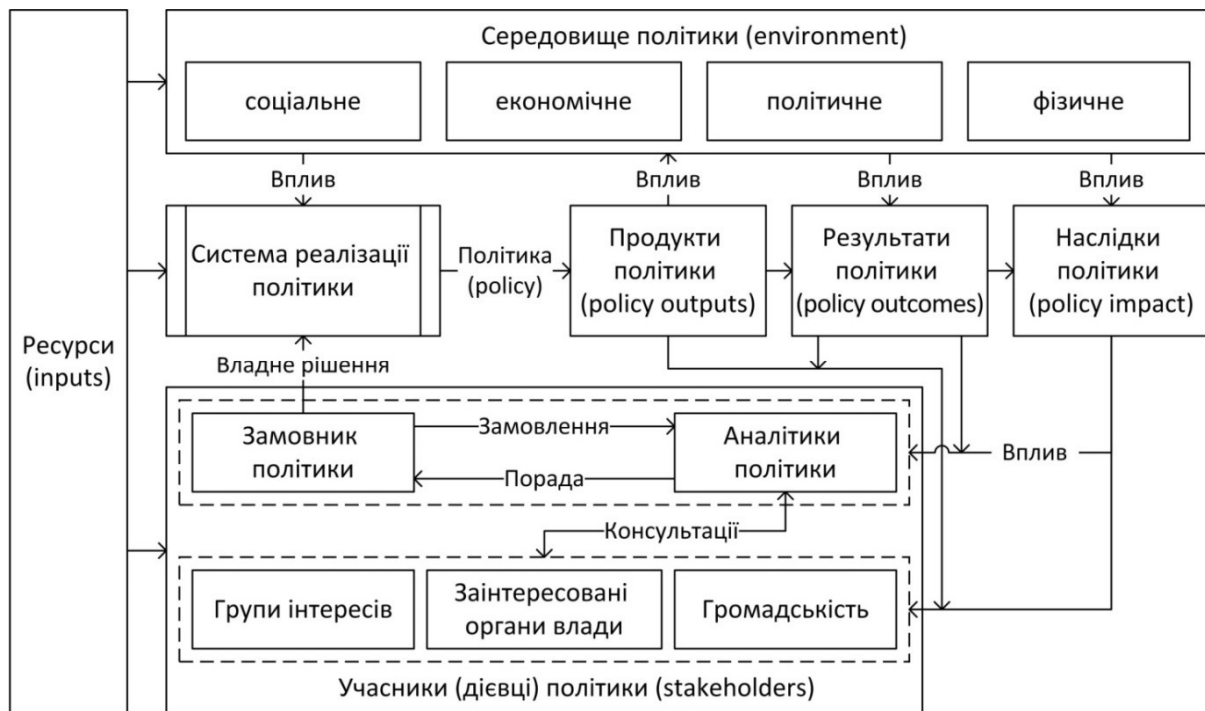 Середовище політики (environment)
соціальне
економічне
політичне
фізичне
Вплив
Вплив
Вплив
Вплив
Система реалізації
політики
Політика
(policy)
Продукти
політики
(policy outputs)
Результати
політики
(policy outcomes)
Наслідки
політики
(policy impact)
Ресурси
(inputs)
Владне рішення
Замовник
політики
Замовлення
Порада
Аналітики
політики
Вплив
Консультації
Групи інтересів
Заінтересовані
органи влади
Громадськість
Учасники (дієвці) політики (stakeholders)